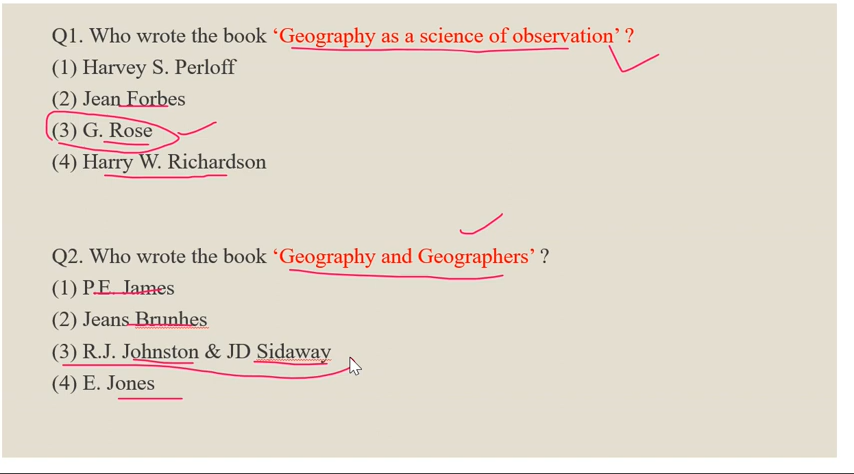 Q1. Who wrote the book ‘Geography as a science of observation’ ?
(1) Harvey S. Perloff
(2) Jean Forbes
(3) G. Rose
(4) Harry W. Richardson
Q2. Who wrote the book ‘Geography and Geographers’ ?
(1) P.E. James
(2) Jeans Brunhes
(3) R.J. Johnston & JD Sidaway
(4) E. Jones